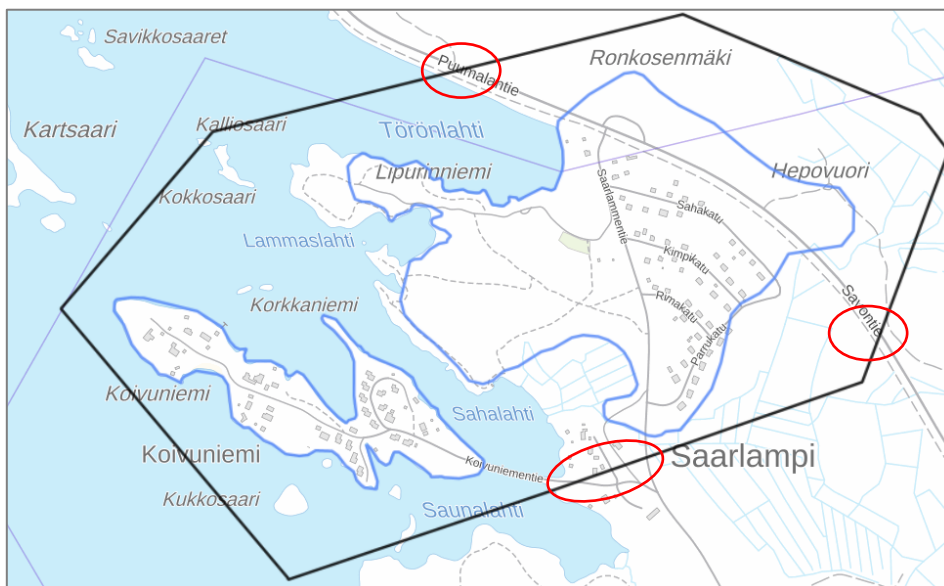 Savikkosaaret
Ronkosenmäki
Puumalantie
Kartsaari
Kalliosaari
Törönlahti
Lipurinniemi
Hepovuori
Kokkosaari
Saarlammentie
Sahakatu
Lammaslahti
Kimpikatu
Korkkaniemi
Rimakatu
Savontie
Parrukatu
Koivuniemi
Sahalahti
Koivuniemi
Koivuniementie
Saarlampi
Kukkosaari
Saunalahti